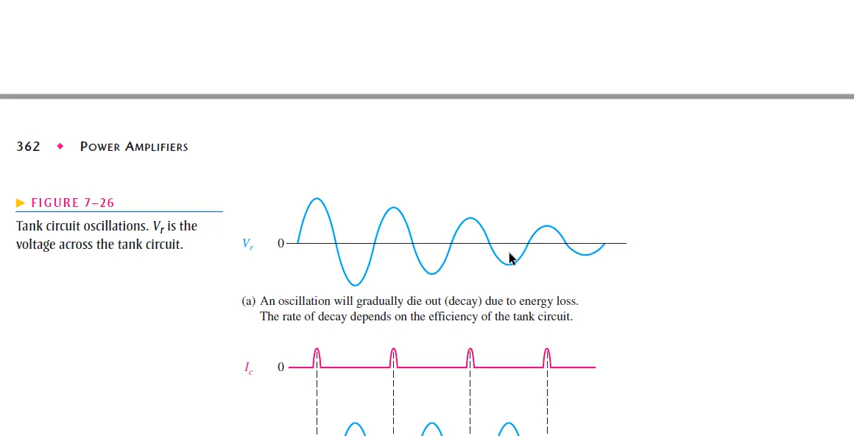 362 ◆ POWER AMPLIFIERS
▶ FIGURE 7–26
Tank circuit oscillations. Vr is the
voltage across the tank circuit.
Vr 0
(a) An oscillation will gradually die out (decay) due to energy loss.
The rate of decay depends on the efficiency of the tank circuit.
Ic 0